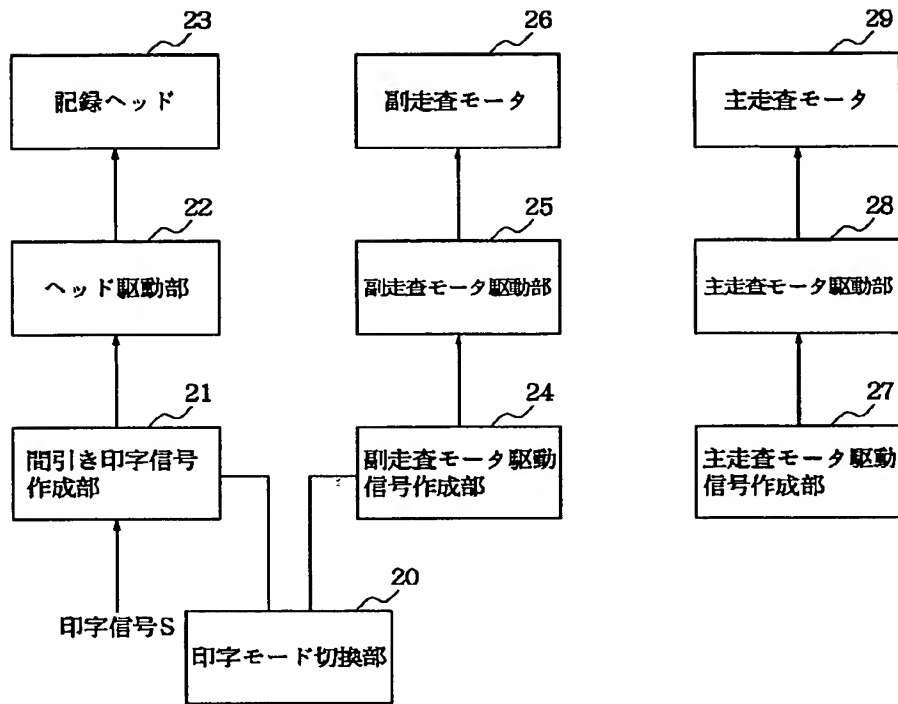 23
26
29
記録ヘッド
副走査モータ
主走査モータ
22
25
28
ヘッド駆動部
副走査モータ駆動部
主走査モータ駆動部
21
24
27
間引き印字信号
作成部
副走査モータ駆動
信号作成部
主走査モータ駆動
信号作成部
20
印字信号S
印字モード切換部